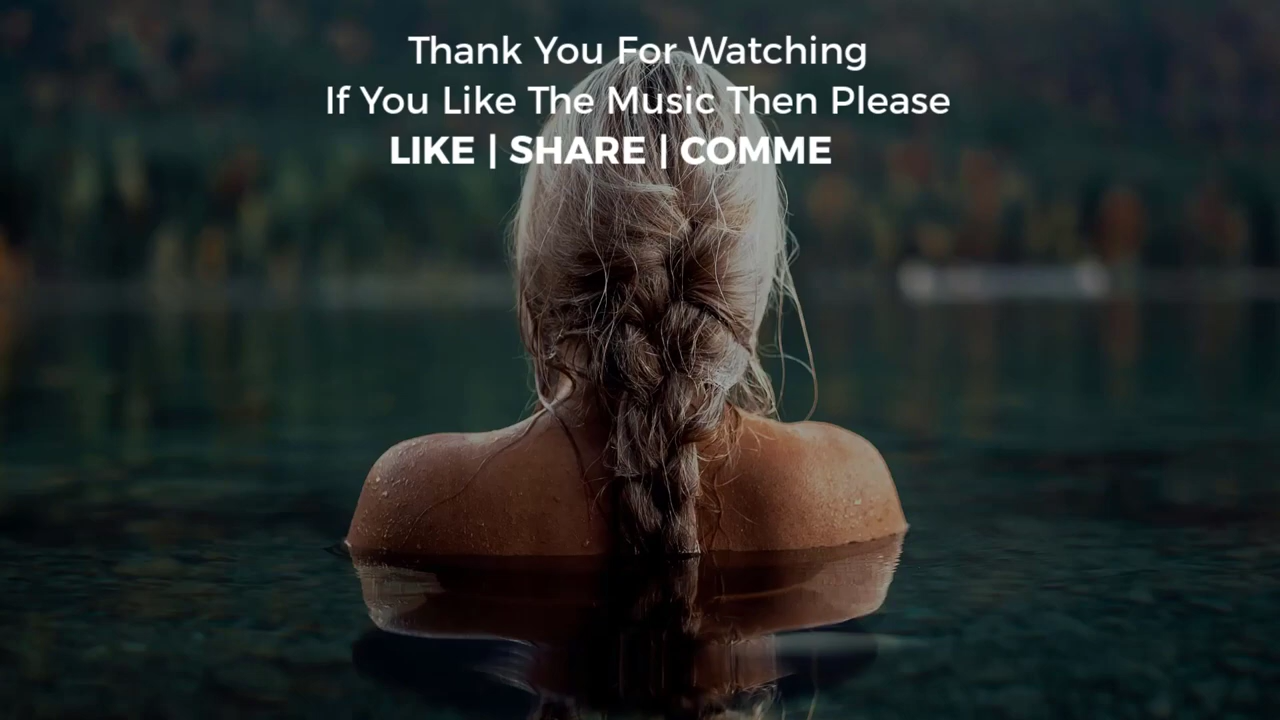 Thank You For Watching
If You Like The Music Then Please
LIKE | SHARE | COMME